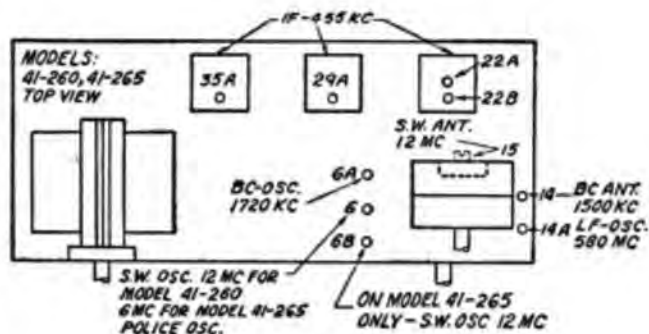 IF-455 KC
MODELS:
41-260, 41-265
TOP VIEW
35A
29A
22A
22B
S.W. ANT.
12 MC
15
BC-OSC.
1720 KC
6A
6
6B
14
BC ANT.
1500 KC
14A
LF-OSC.
580 MC
S.W. OSC. 12 MC FOR
MODEL 41-260
6 MC FOR MODEL 41-265
POLICE OSC.
ON MODEL 41-265
ONLY - S.W. OSC 12 MC